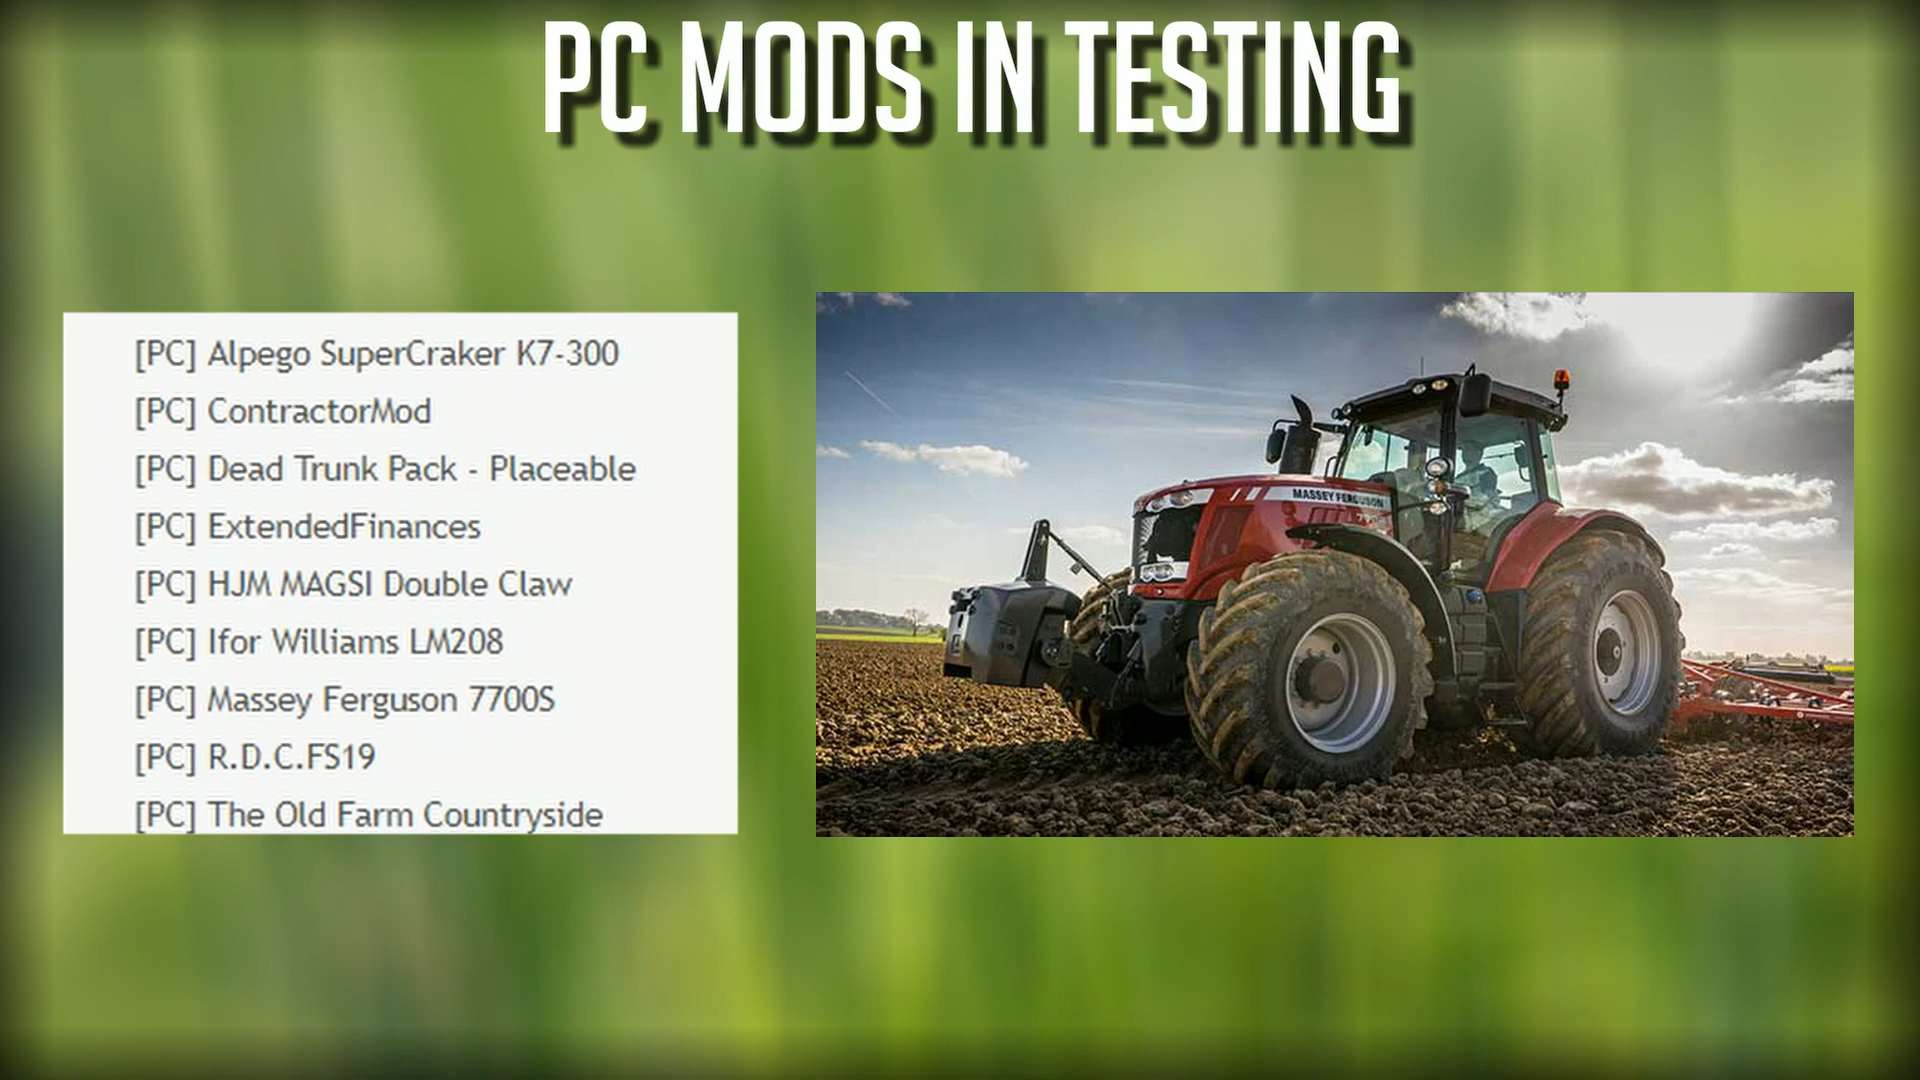 PC MODS IN TESTING
[PC] Alpego SuperCraker K7-300
[PC] ContractorMod
[PC] Dead Trunk Pack - Placeable
[PC] ExtendedFinances
[PC] HJM MAGSI Double Claw
[PC] Ifor Williams LM208
[PC] Massey Ferguson 7700S
[PC] R.D.C.FS19
[PC] The Old Farm Countryside
MASSEY FERGUSON